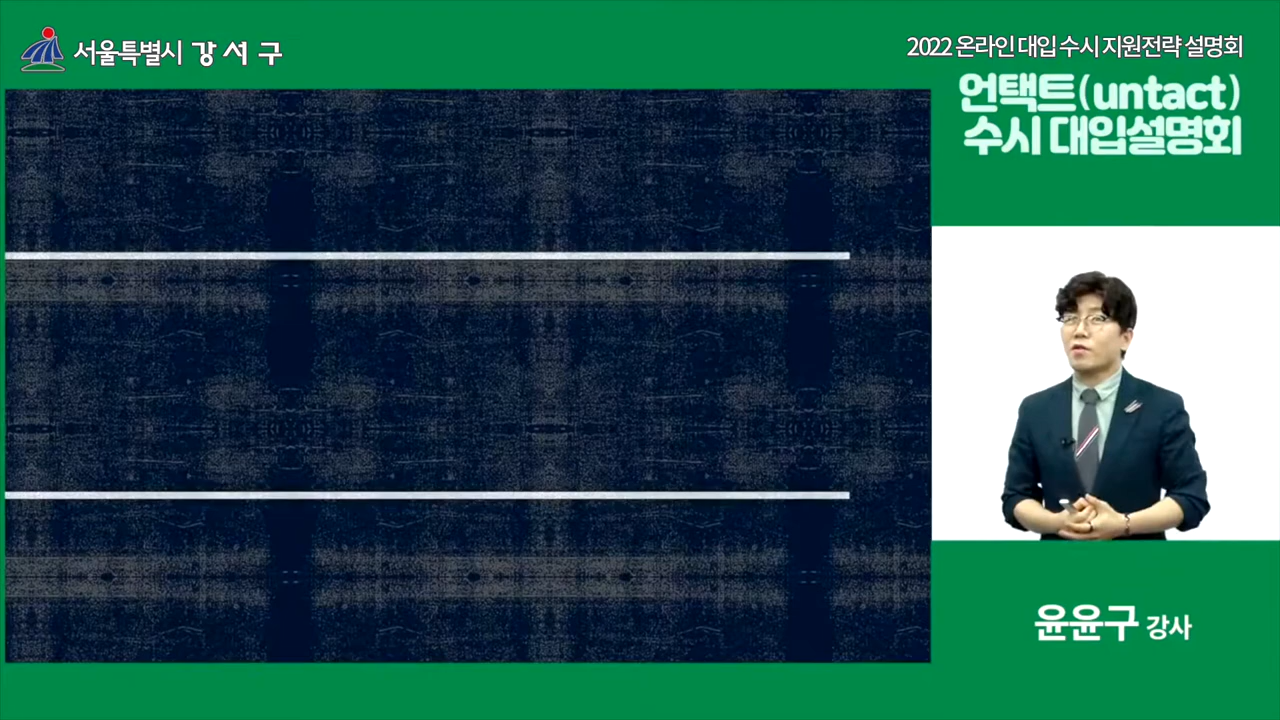 서울특별시 강서구
2022 온라인 대입 수시 지원전략 설명회
언택트(untact)
수시 대입설명회
윤윤구 강사